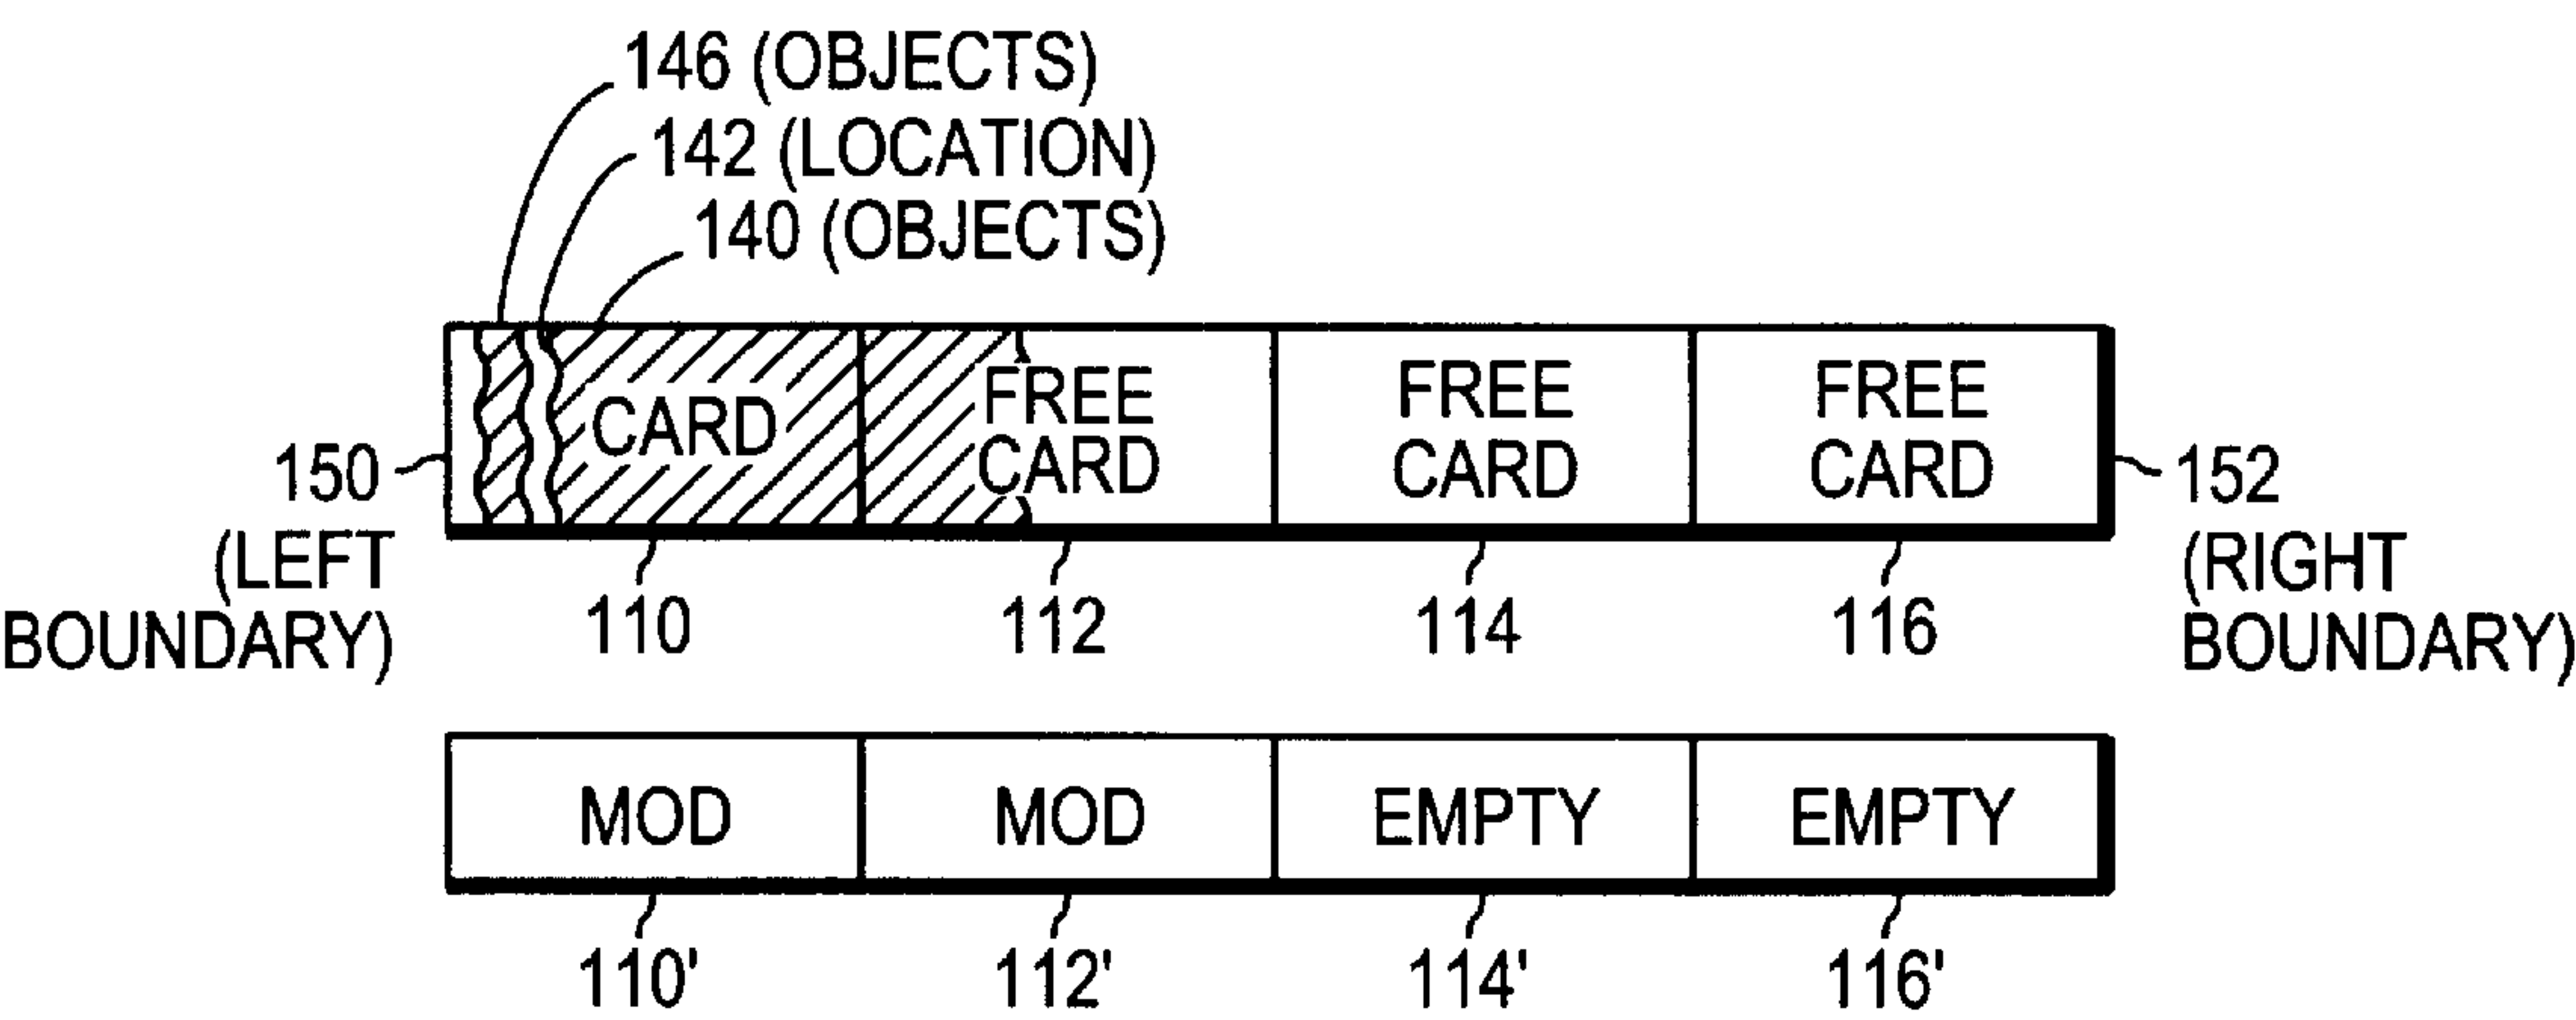 146 (OBJECTS)
142 (LOCATION)
140 (OBJECTS)
CARD
FREE
CARD
FREE
CARD
FREE
CARD
150
(LEFT
BOUNDARY)
152
(RIGHT
BOUNDARY)
110
112
114
116
MOD
MOD
EMPTY
EMPTY
110'
112'
114'
116'